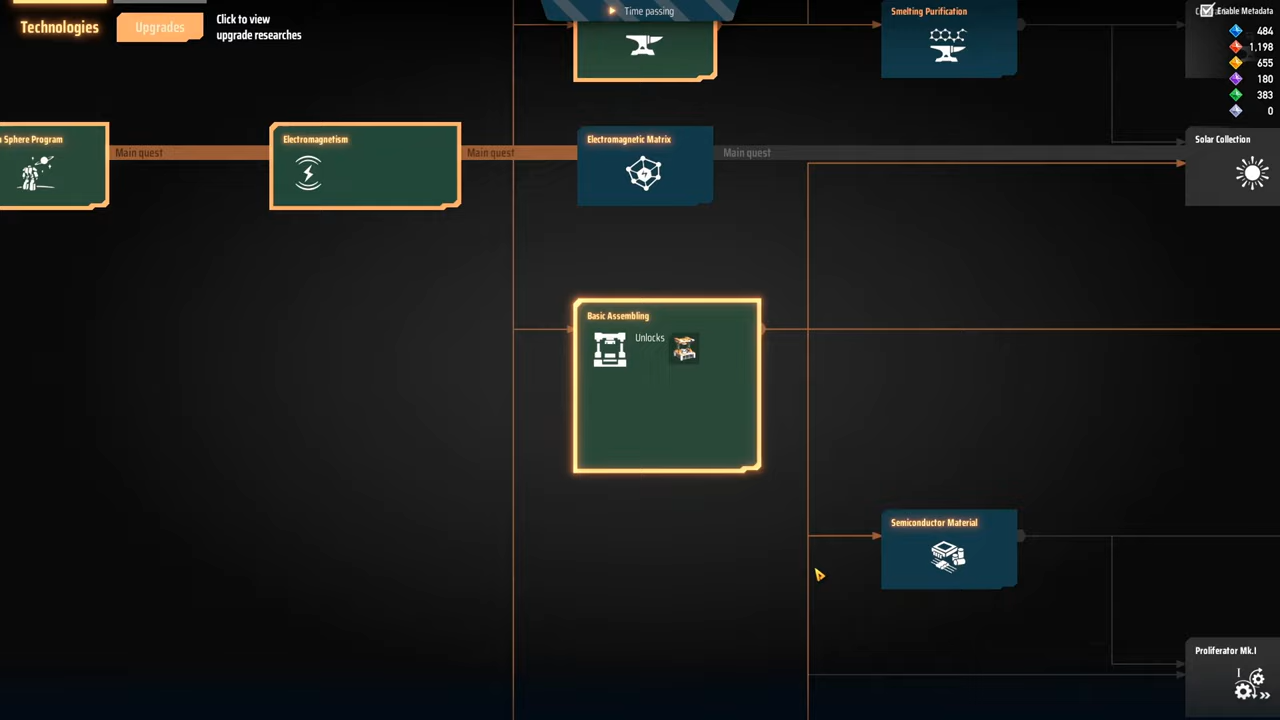 Technologies
Upgrades
Click to view
upgrade researches
Time passing
Smelting Purification
Enable Metadata
484
1,198
655
180
383
0
Sphere Program
Main quest
Electromagnetism
Main quest
Electromagnetic Matrix
Main quest
Solar Collection
Basic Assembling
Unlocks
Semiconductor Material
Proliferator Mk.I